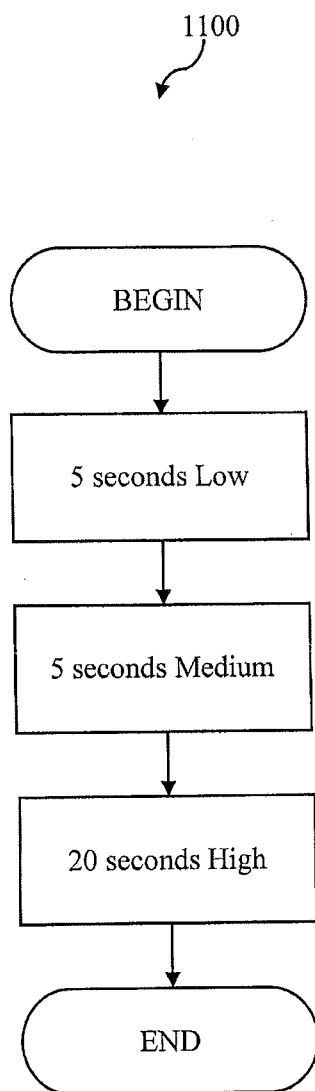 1100
BEGIN
5 seconds Low
5 seconds Medium
20 seconds High
END